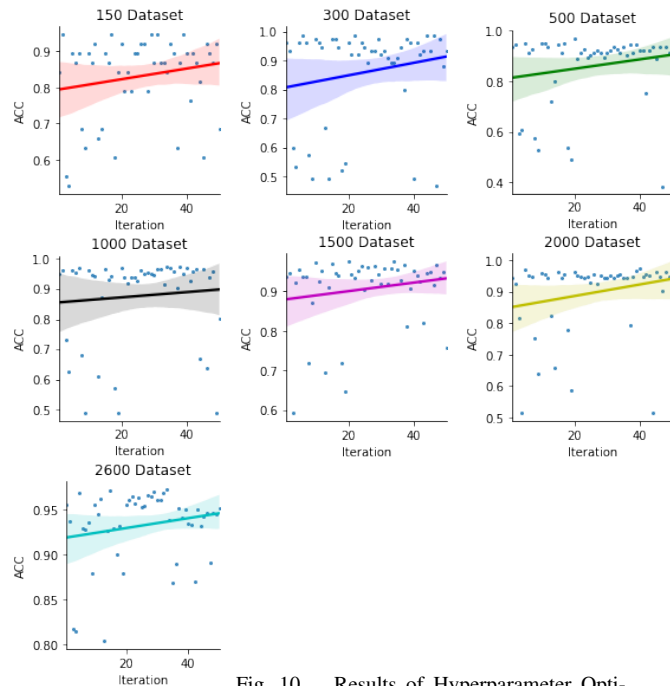 150 Dataset
300 Dataset
500 Dataset
0.9
0.8
0.7
0.6
ACC
20
40
Iteration
1.0
0.9
0.8
0.7
0.6
0.5
ACC
20
40
Iteration
1.0
0.8
0.6
0.4
ACC
20
40
Iteration
1000 Dataset
1500 Dataset
2000 Dataset
1.0
0.9
0.8
0.7
0.6
0.5
ACC
20
40
Iteration
0.9
0.8
0.7
0.6
ACC
20
40
Iteration
1.0
0.9
0.8
0.7
0.6
0.5
ACC
20
40
Iteration
2600 Dataset
0.95
0.90
0.85
0.80
ACC
20
40
Iteration
Fig. 10. Results of Hyperparameter Opti-